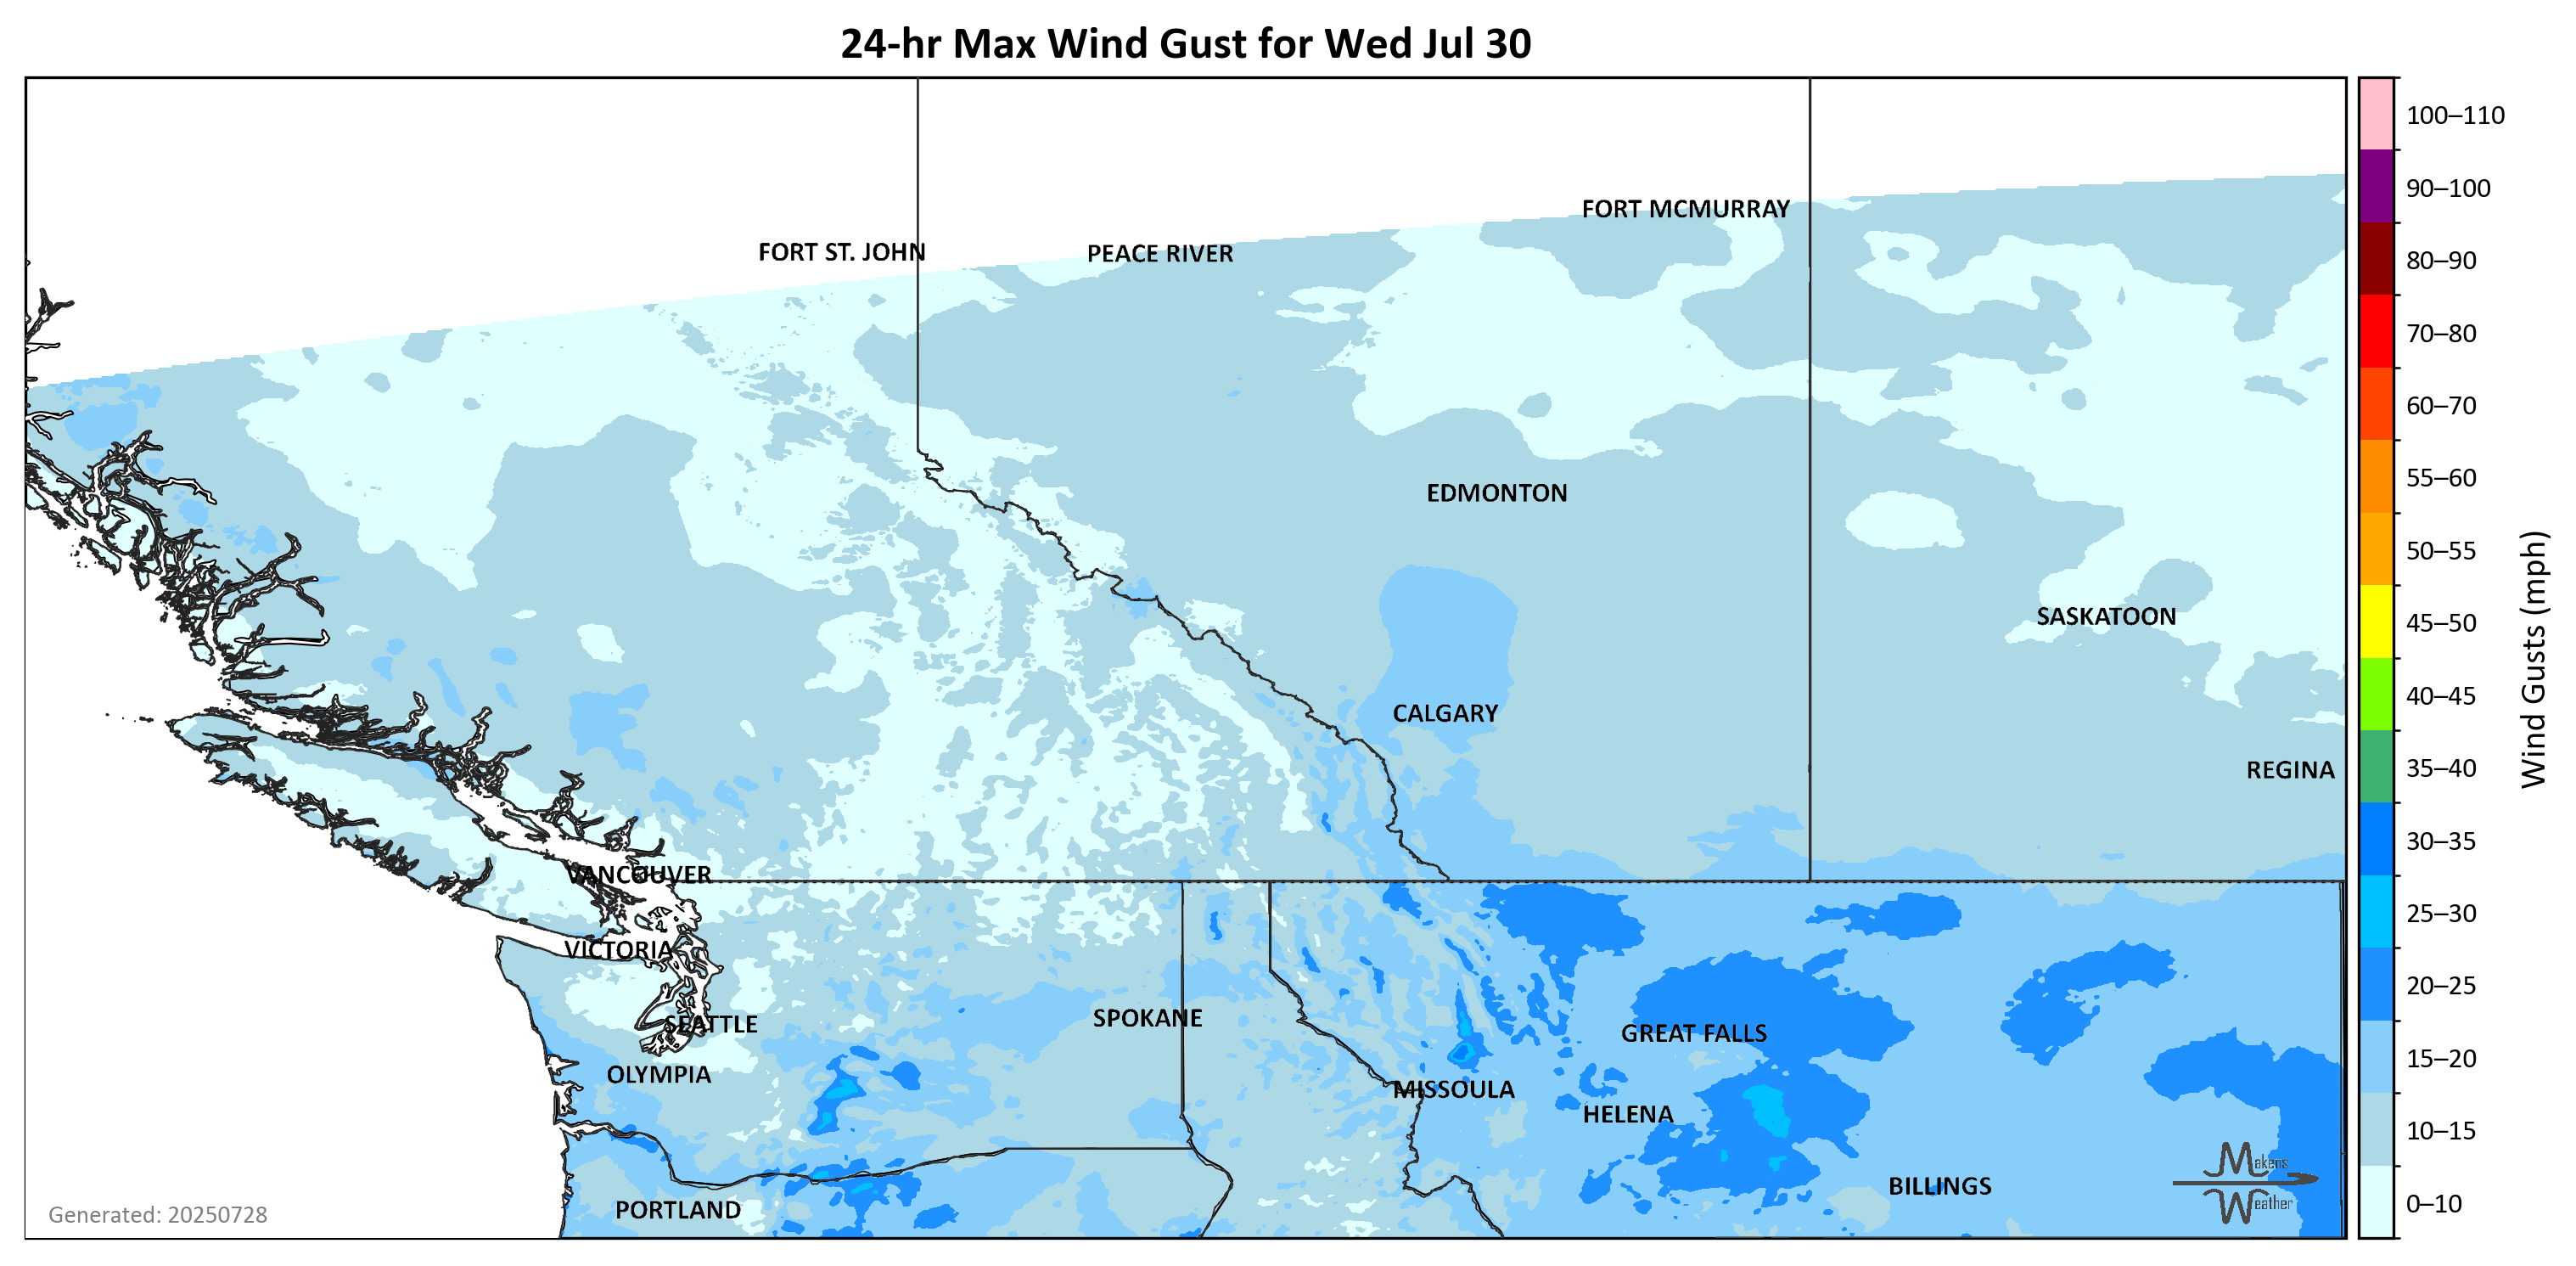 24-hr Max Wind Gust for Wed Jul 30
100–110
90–100
80–90
70–80
60–70
55–60
50–55
45–50
40–45
35–40
30–35
25–30
20–25
15–20
10–15
0–10
Wind Gusts (mph)
FORT MCMURRAY
FORT ST. JOHN
PEACE RIVER
EDMONTON
SASKATOON
CALGARY
REGINA
VANCOUVER
VICTORIA
SPOKANE
SEATTLE
GREAT FALLS
OLYMPIA
MISSOULA
HELENA
BILLINGS
PORTLAND
Makens
Weather
Generated: 20250728